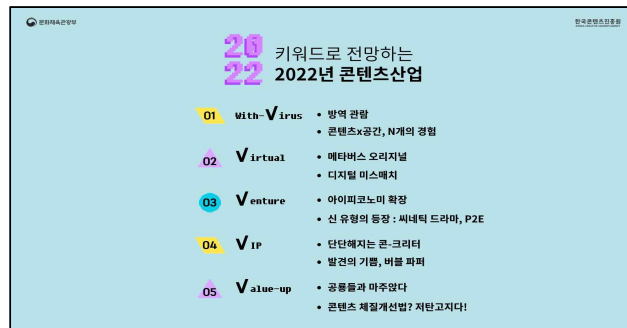 문화체육관광부
한국콘텐츠진흥원
2022
키워드로 전망하는
2022년 콘텐츠산업
01 With-Virus
• 방역 관람
• 콘텐츠x공간, N개의 경험
02 Virtual
• 메타버스 오리지널
• 디지털 미스매치
03 Venture
• 아이피코노미 확장
• 신 유형의 등장 : 씨네틱 드라마, P2E
04 VIP
• 단단해지는 콘-크리터
• 발견의 기쁨, 버블 파퍼
05 Value-up
• 공룡들과 마주앉다
• 콘텐츠 체질개선법? 저탄고지다!